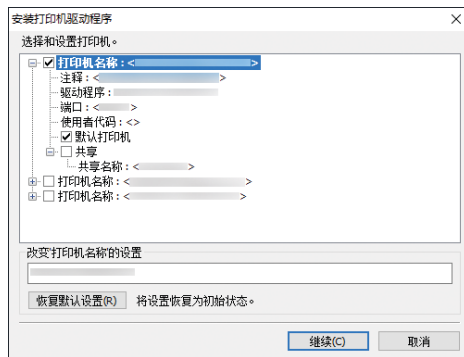 安装打印机驱动程序
选择和设置打印机。
打印机名称：< >
注释：< >
驱动程序：
端口：< >
使用者代码：<>
默认打印机
共享
共享名称：< >
打印机名称：< >
打印机名称：< >
改变'打印机名称'的设置
恢复默认设置(R) 将设置恢复为初始状态。
继续(C) 取消